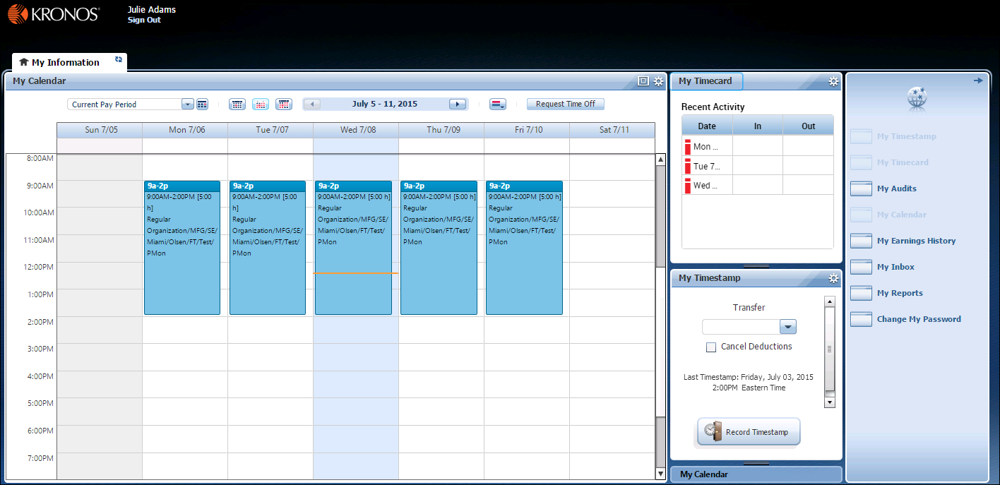 KRONOS
Julie Adams
Sign Out
My Information
My Calendar
Current Pay Period
July 5 - 11, 2015
Request Time Off
Sun 7/05 Mon 7/06 Tue 7/07 Wed 7/08 Thu 7/09 Fri 7/10 Sat 7/11
8:00AM
9:00AM
10:00AM
11:00AM
12:00PM
1:00PM
2:00PM
3:00PM
4:00PM
5:00PM
6:00PM
7:00PM
9a-2p
9:00AM-2:00PM [5:00
h]
Regular
Organization/MFG/SE/
Miami/Olsen/FT/Test/
PMon
9a-2p
9:00AM-2:00PM [5:00
h]
Regular
Organization/MFG/SE/
Miami/Olsen/FT/Test/
PMon
9a-2p
9:00AM-2:00PM [5:00 h]
Regular
Organization/MFG/SE/
Miami/Olsen/FT/Test/
PMon
9a-2p
9:00AM-2:00PM [5:00 h]
Regular
Organization/MFG/SE/
Miami/Olsen/FT/Test/
PMon
9a-2p
9:00AM-2:00PM [5:00 h]
Regular
Organization/MFG/SE/
Miami/Olsen/FT/Test/
PMon
My Timecard
Recent Activity
Date In Out
Mon ...
Tue 7...
Wed ...
My Timestamp
Transfer
Cancel Deductions
Last Timestamp: Friday, July 03, 2015
2:00PM Eastern Time
Record Timestamp
My Calendar
My Timestamp
My Timecard
My Audits
My Calendar
My Earnings History
My Inbox
My Reports
Change My Password